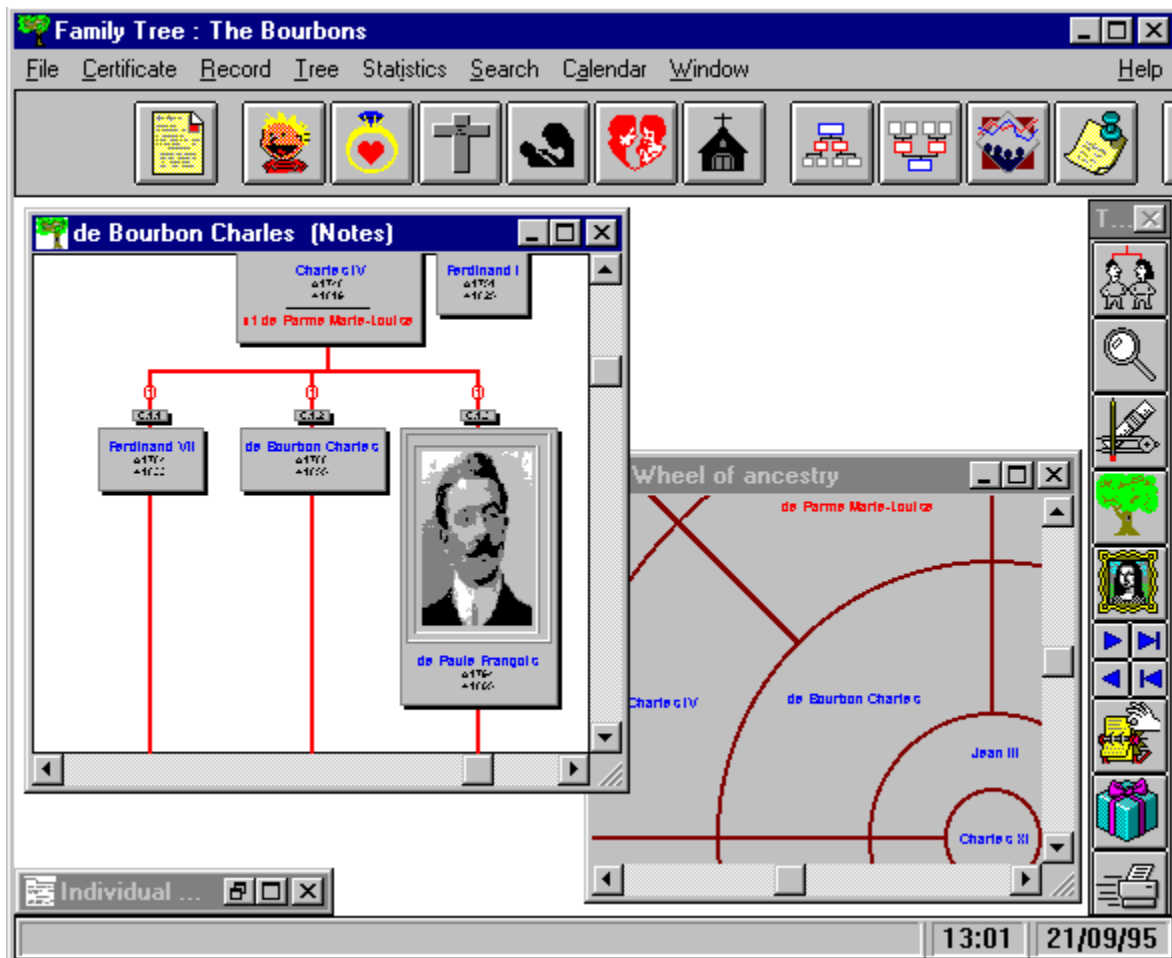 Family Tree : The Bourbons
File Certificate Record Tree Statistics Search Calendar Window Help
de Bourbon Charles (Notes)
T...
Charles IV
Ferdinand I
de Parme Marie-Louise
Ferdinand VII
de Bourbon Charles
de Paule François
Wheel of ancestry
de Parme Marie-Louise
Charles IV
de Bourbon Charles
Jean III
Charles XI
Individual ...
13:01
21/09/95